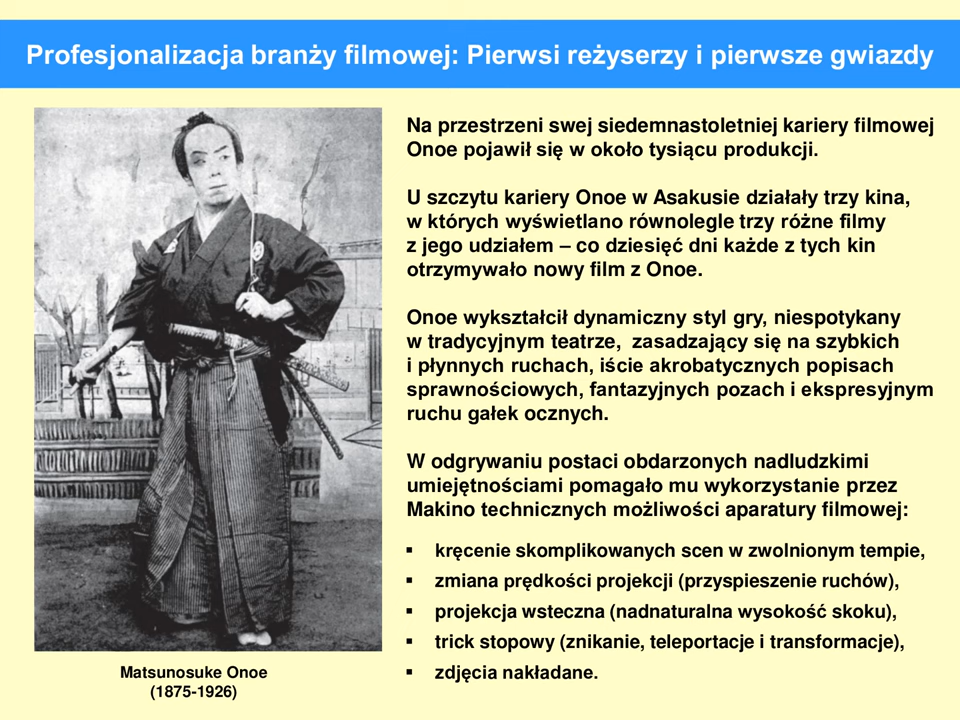 Profesjonalizacja branży filmowej: Pierwsi reżyserzy i pierwsze gwiazdy
Na przestrzeni swej siedemnastoletniej kariery filmowej
Onoe pojawił się w około tysiącu produkcji.
U szczytu kariery Onoe w Asakusie działały trzy kina,
w których wyświetlano równolegle trzy różne filmy
z jego udziałem – co dziesięć dni każde z tych kin
otrzymywało nowy film z Onoe.
Onoe wykształcił dynamiczny styl gry, niespotykany
w tradycyjnym teatrze, zasadzający się na szybkich
i płynnych ruchach, iście akrobatycznych popisach
sprawnościowych, fantazyjnych pozach i ekspresyjnym
ruchu gałek ocznych.
W odgrywaniu postaci obdarzonych nadludzkimi
umiejętnościami pomagało mu wykorzystanie przez
Makino technicznych możliwości aparatury filmowej:
▪ kręcenie skomplikowanych scen w zwolnionym tempie,
▪ zmiana prędkości projekcji (przyspieszenie ruchów),
▪ projekcja wsteczna (nadnaturalna wysokość skoku),
▪ trick stopowy (znikanie, teleportacje i transformacje),
▪ zdjęcia nakładane.
Matsunosuke Onoe
(1875-1926)